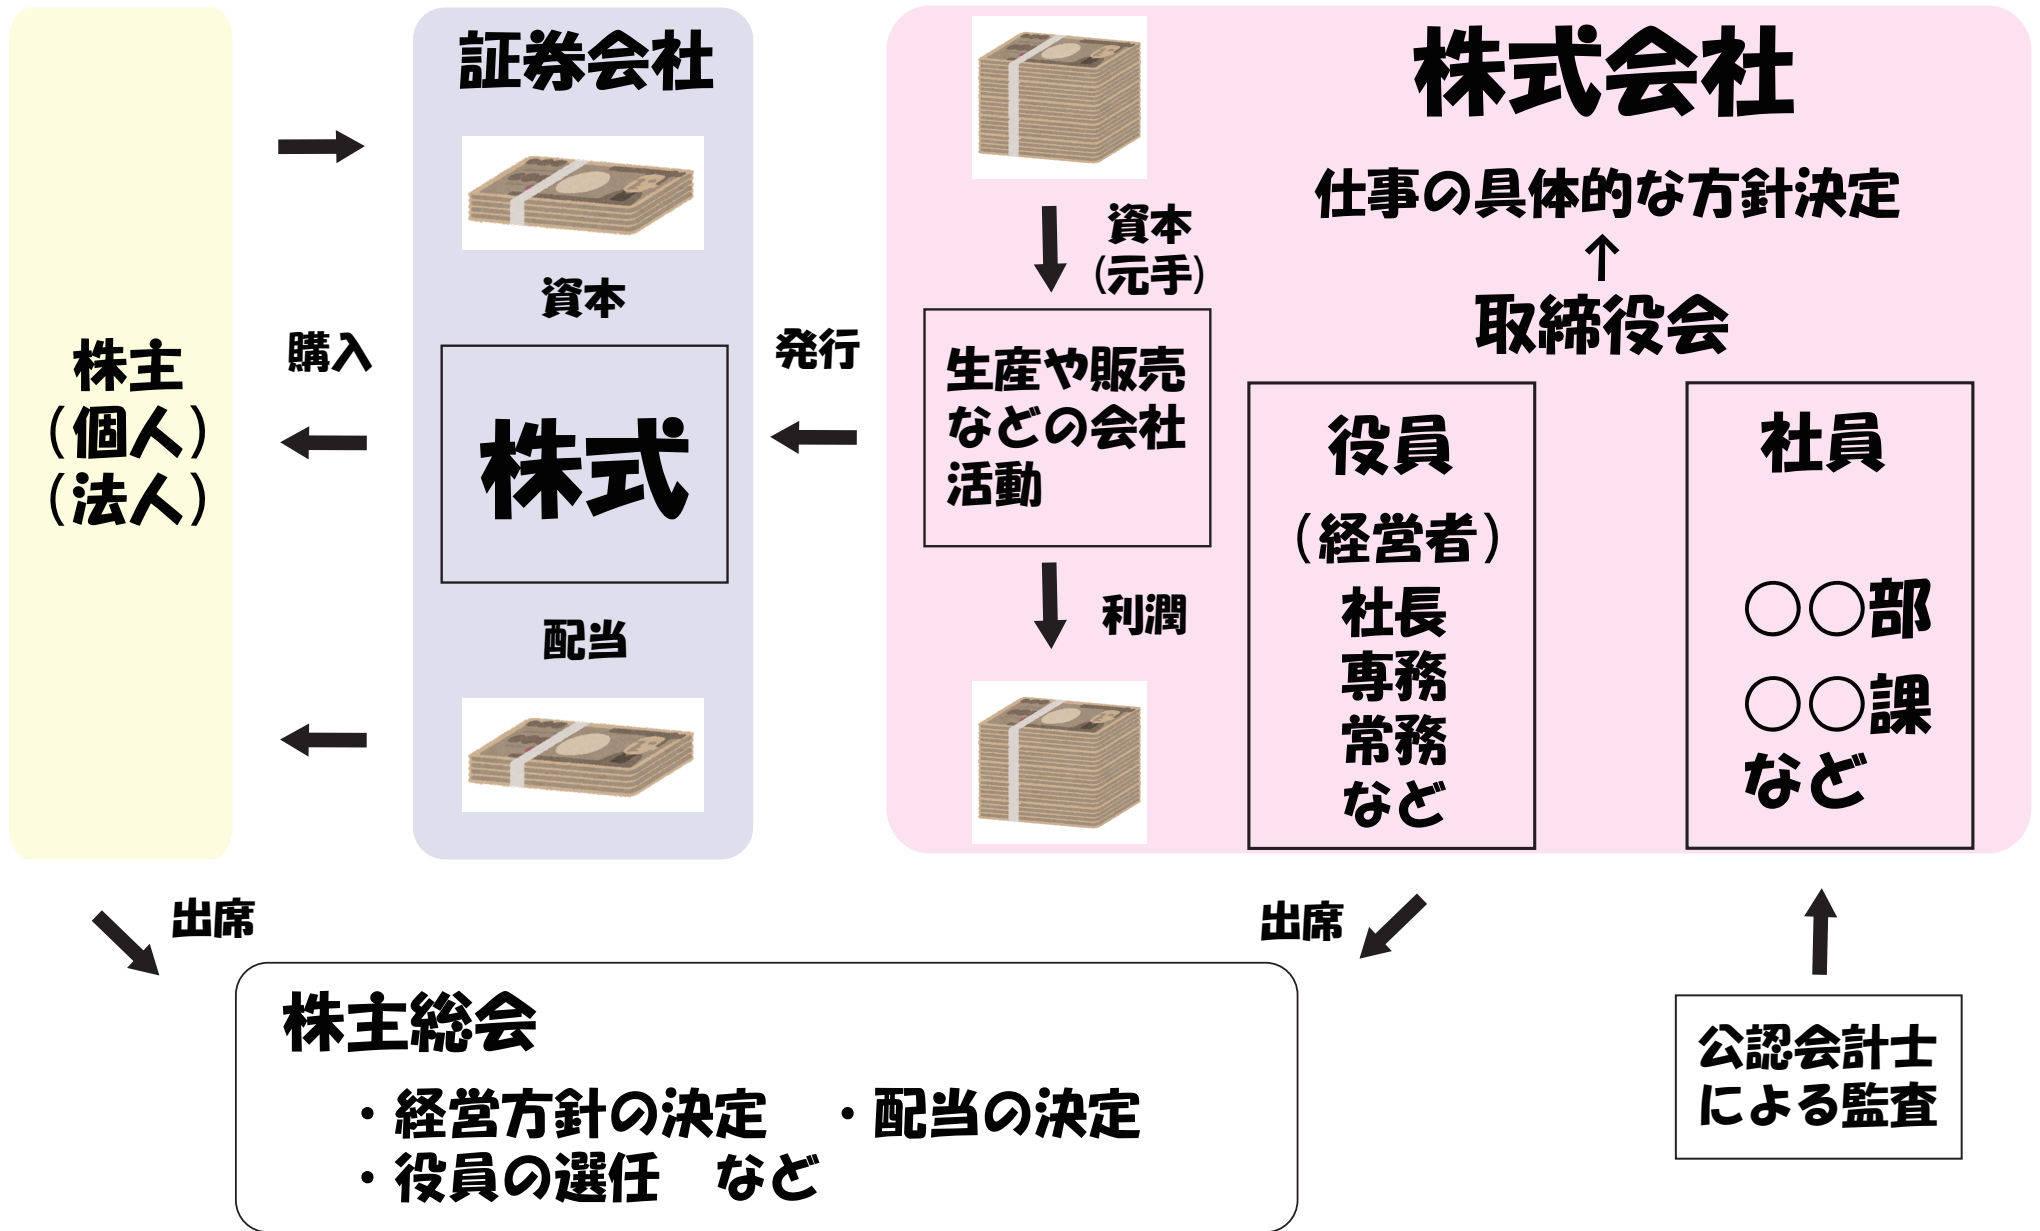 株主
（個人）
（法人）
購入
証券会社
資本
株式
配当
発行
株式会社
資本
(元手)
生産や販売
などの会社
活動
利潤
仕事の具体的な方針決定
↑
取締役会
役員
（経営者）
社長
専務
常務
など
社員
○○部
○○課
など
出席
出席
株主総会
・経営方針の決定　・配当の決定
・役員の選任　など
公認会計士
による監査